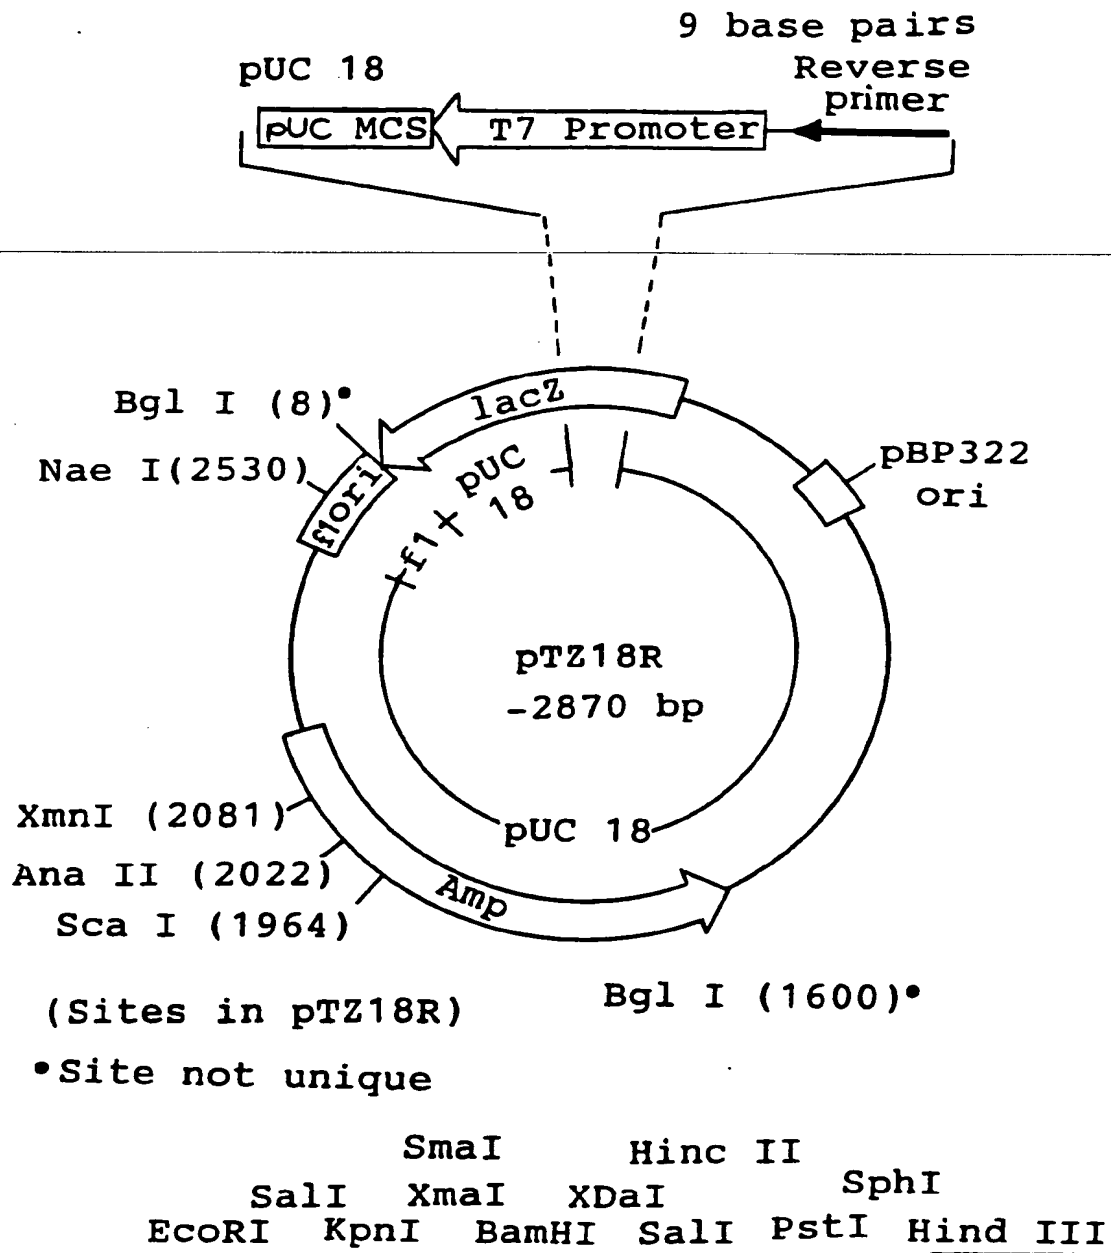 9 base pairs
pUC 18
Reverse
primer
pUC MCS
T7 Promoter
Bgl I (8)•
lacZ
Nae I(2530)
f1ori
pUC
18
f1
pBP322
ori
pTZ18R
-2870 bp
XmnI (2081)
pUC 18
Ana II (2022)
Amp
Sca I (1964)
Bgl I (1600)•
(Sites in pTZ18R)
•Site not unique
SmaI Hinc II
SalI XmaI XDaI SphI
EcoRI KpnI BamHI SalI PstI Hind III